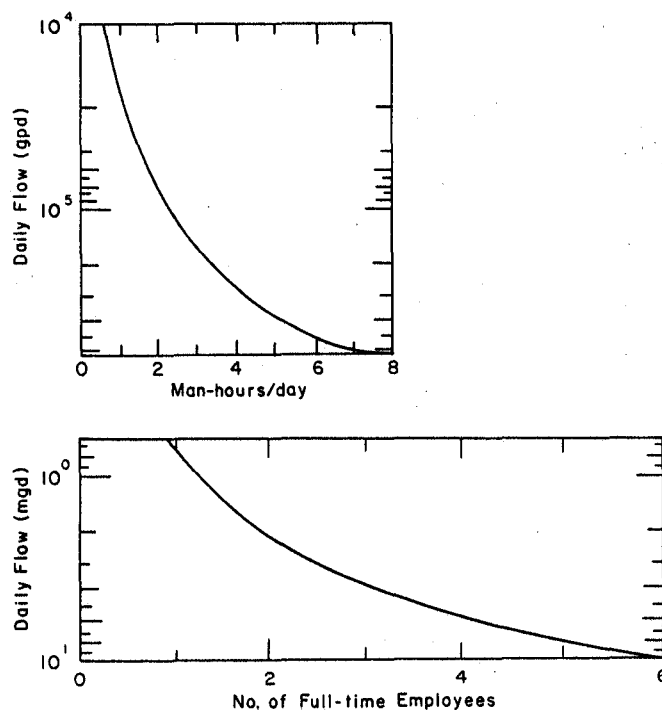 10⁴
Daily Flow (gpd)
10⁵
0 2 4 6 8
Man-hours/day
10⁰
Daily Flow (mgd)
10¹
0 2 4 6
No. of Full-time Employees